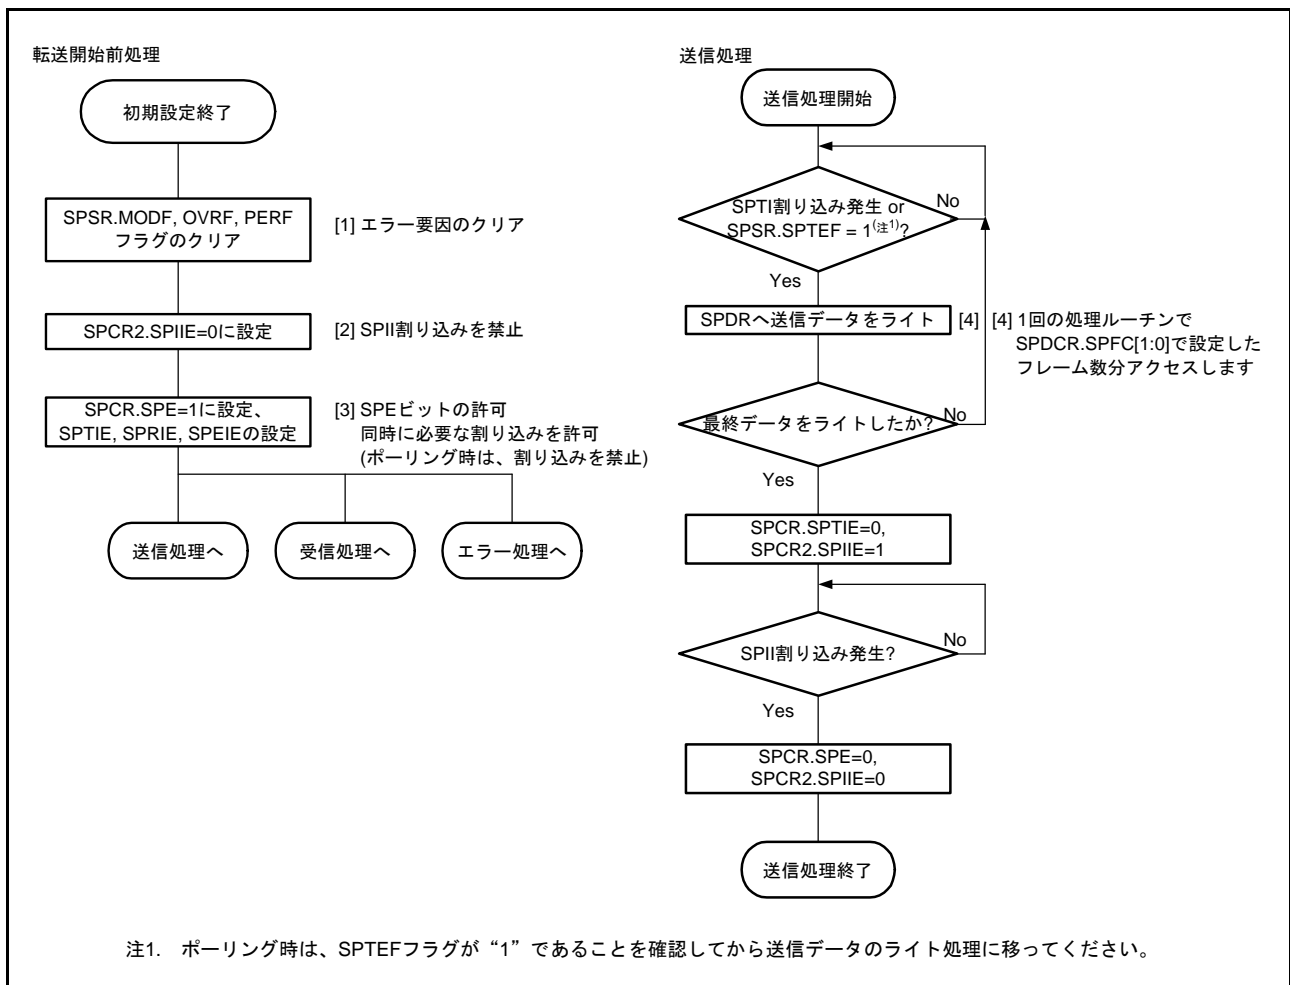 転送開始前処理
初期設定終了
SPSR.MODF, OVRF, PERF
フラグのクリア
[1] エラー要因のクリア
SPCR2.SPIIE=0に設定
[2] SPII割り込みを禁止
SPCR.SPE=1に設定、
SPTIE, SPRIE, SPEIEの設定
[3] SPEビットの許可
同時に必要な割り込みを許可
(ポーリング時は、割り込みを禁止)
送信処理へ
受信処理へ
エラー処理へ
送信処理
送信処理開始
SPTI割り込み発生 or
SPSR.SPTEF = 1(注1)?
No
Yes
SPDRへ送信データをライト
[4]
[4] 1回の処理ルーチンで
SPDCR.SPFC[1:0]で設定した
フレーム数分アクセスします
最終データをライトしたか?
No
Yes
SPCR.SPTIE=0,
SPCR2.SPIIE=1
SPII割り込み発生?
No
Yes
SPCR.SPE=0,
SPCR2.SPIIE=0
送信処理終了
注1. ポーリング時は、SPTEFフラグが“1”であることを確認してから送信データのライト処理に移ってください。